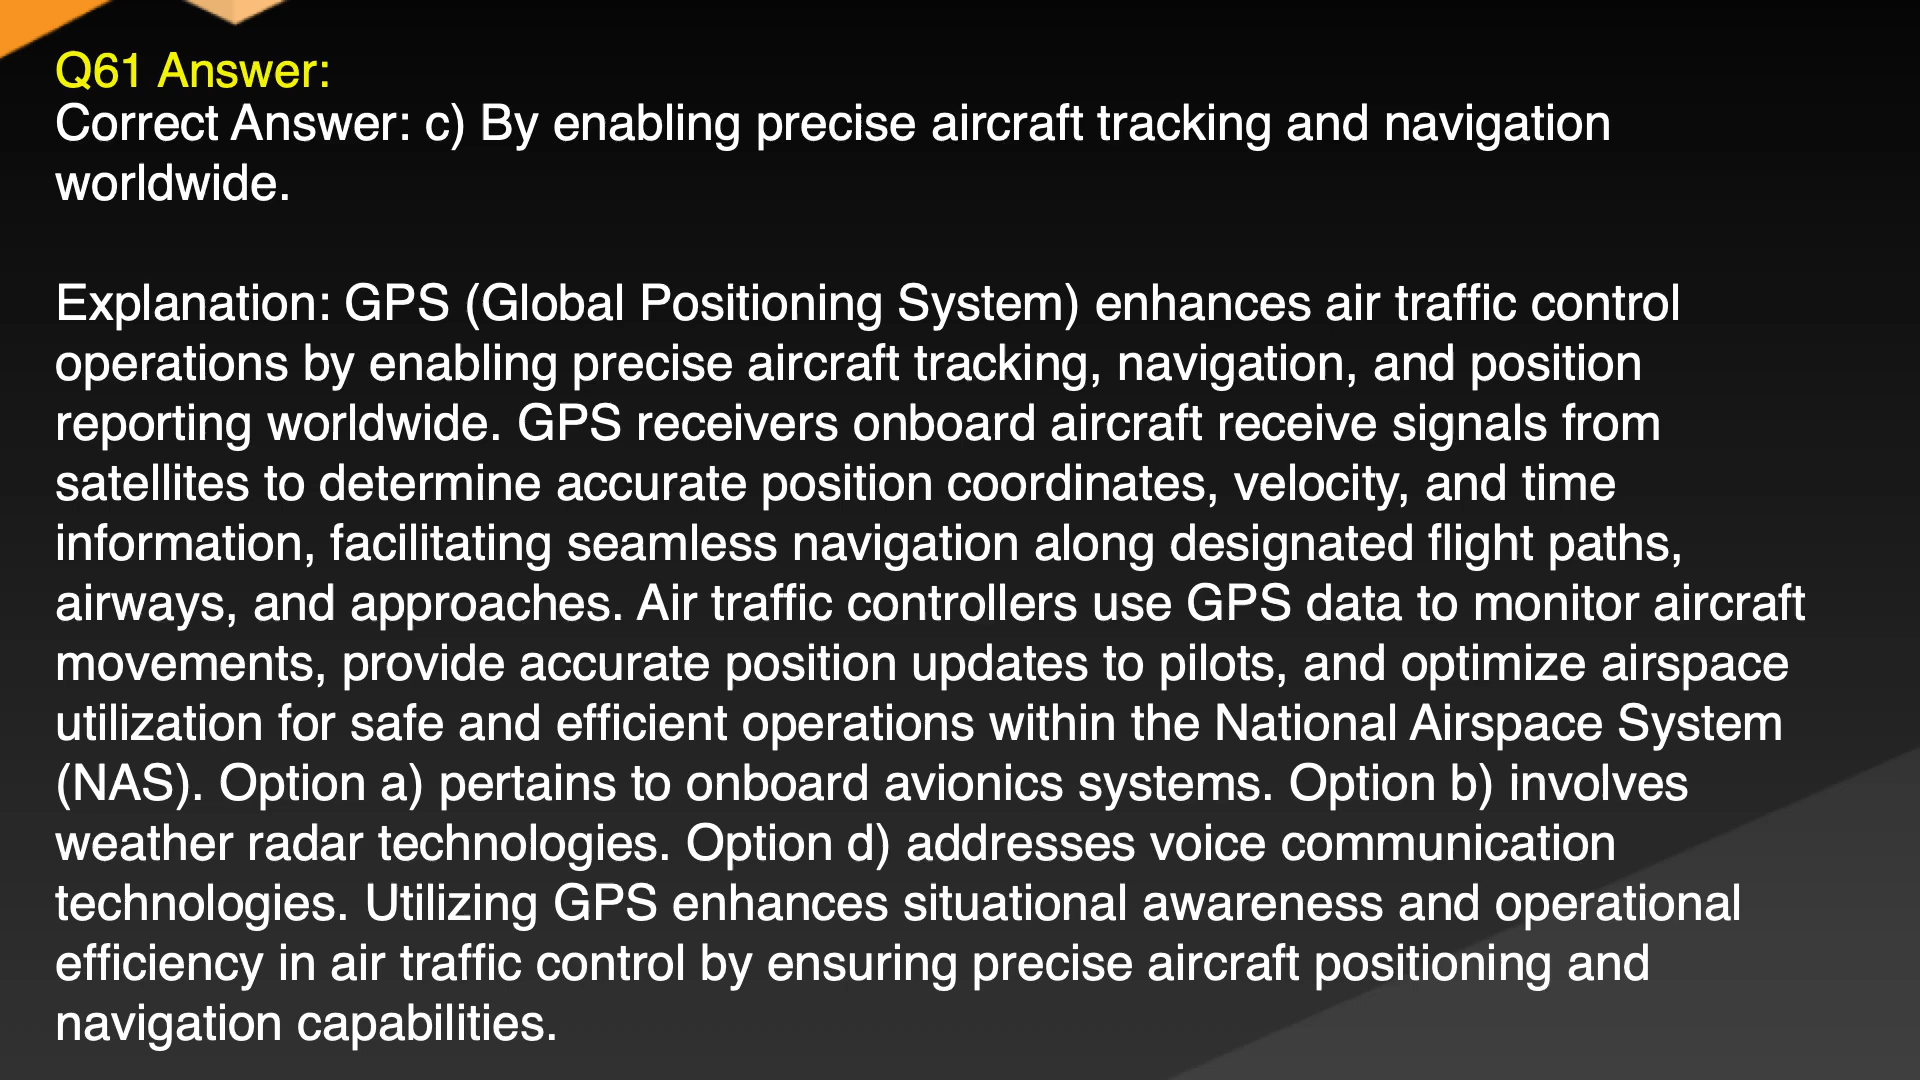 Q61 Answer:
Correct Answer: c) By enabling precise aircraft tracking and navigation
worldwide.
Explanation: GPS (Global Positioning System) enhances air traffic control
operations by enabling precise aircraft tracking, navigation, and position
reporting worldwide. GPS receivers onboard aircraft receive signals from
satellites to determine accurate position coordinates, velocity, and time
information, facilitating seamless navigation along designated flight paths,
airways, and approaches. Air traffic controllers use GPS data to monitor aircraft
movements, provide accurate position updates to pilots, and optimize airspace
utilization for safe and efficient operations within the National Airspace System
(NAS). Option a) pertains to onboard avionics systems. Option b) involves
weather radar technologies. Option d) addresses voice communication
technologies. Utilizing GPS enhances situational awareness and operational
efficiency in air traffic control by ensuring precise aircraft positioning and
navigation capabilities.